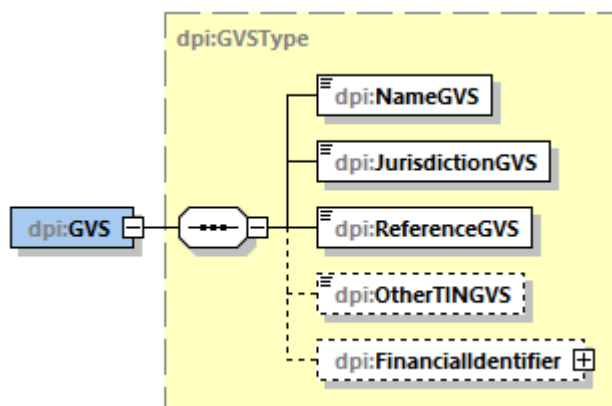 dpi:GVSType
dpi:NameGVS
dpi:JurisdictionGVS
dpi:GVS
dpi:ReferenceGVS
dpi:OtherTINGVS
dpi:FinancialIdentifier